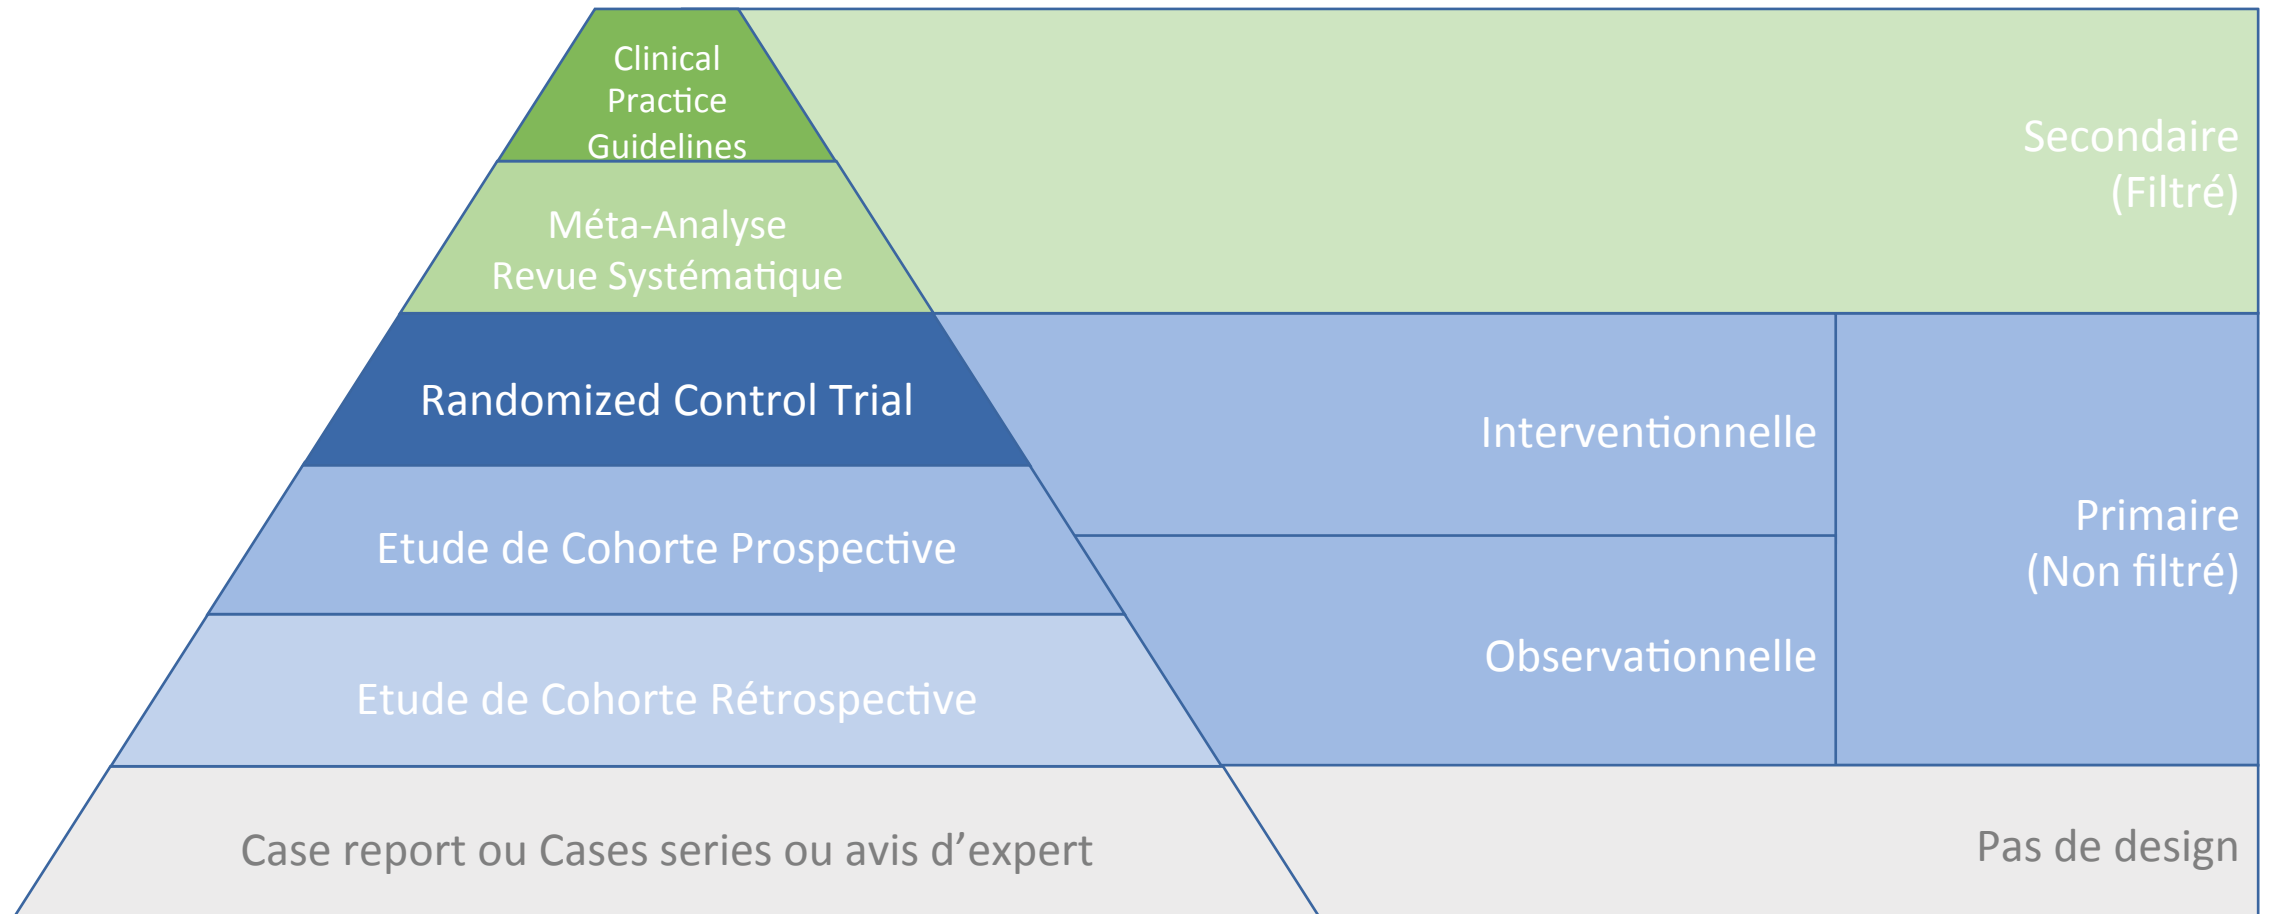 Clinical
Practice
Guidelines
Secondaire
(Filtré)
Méta-Analyse
Revue Systématique
Randomized Control Trial
Interventionnelle
Primaire
(Non filtré)
Etude de Cohorte Prospective
Observationnelle
Etude de Cohorte Rétrospective
Case report ou Cases series ou avis d’expert
Pas de design